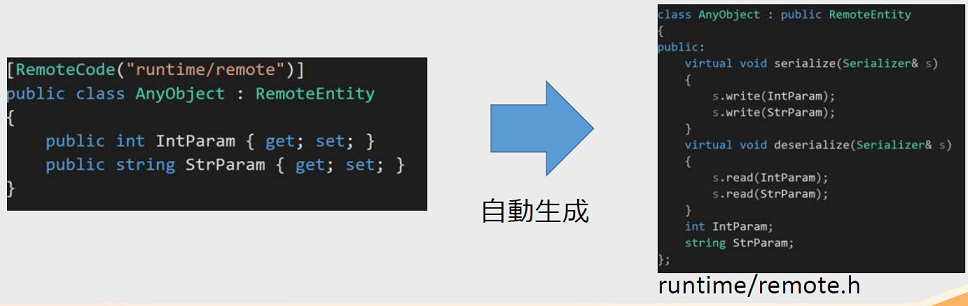 [RemoteCode("runtime/remote")]
public class AnyObject : RemoteEntity
{
    public int IntParam { get; set; }
    public string StrParam { get; set; }
}
自動生成
class AnyObject : public RemoteEntity
{
public:
    virtual void serialize(Serializer& s)
    {
        s.write(IntParam);
        s.write(StrParam);
    }
    virtual void deserialize(Serializer& s)
    {
        s.read(IntParam);
        s.read(StrParam);
    }
    int IntParam;
    string StrParam;
};
runtime/remote.h